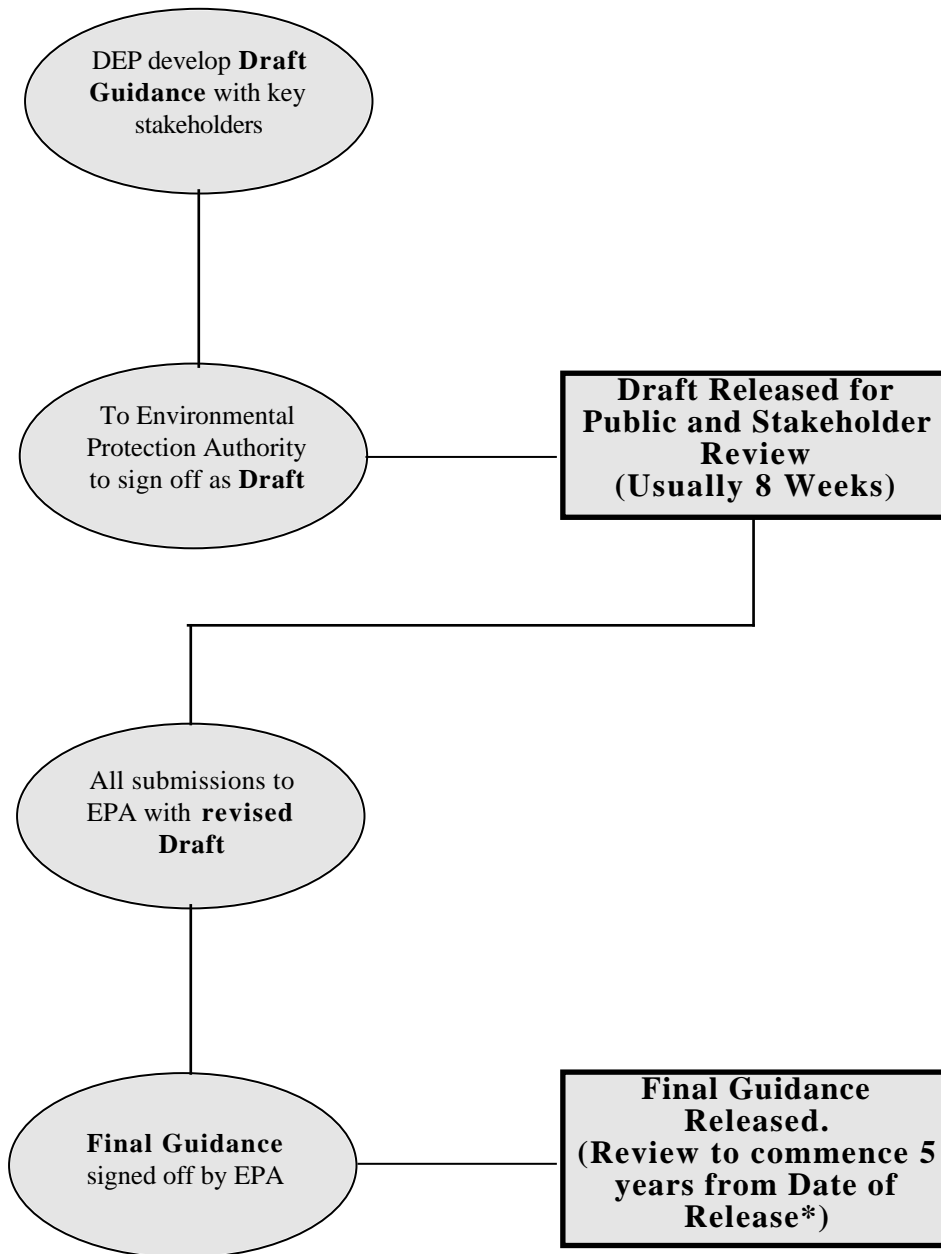 DEP develop Draft
Guidance with key
stakeholders
To Environmental
Protection Authority
to sign off as Draft
Draft Released for
Public and Stakeholder
Review
(Usually 8 Weeks)
All submissions to
EPA with revised
Draft
Final Guidance
signed off by EPA
Final Guidance
Released.
(Review to commence 5
years from Date of
Release*)